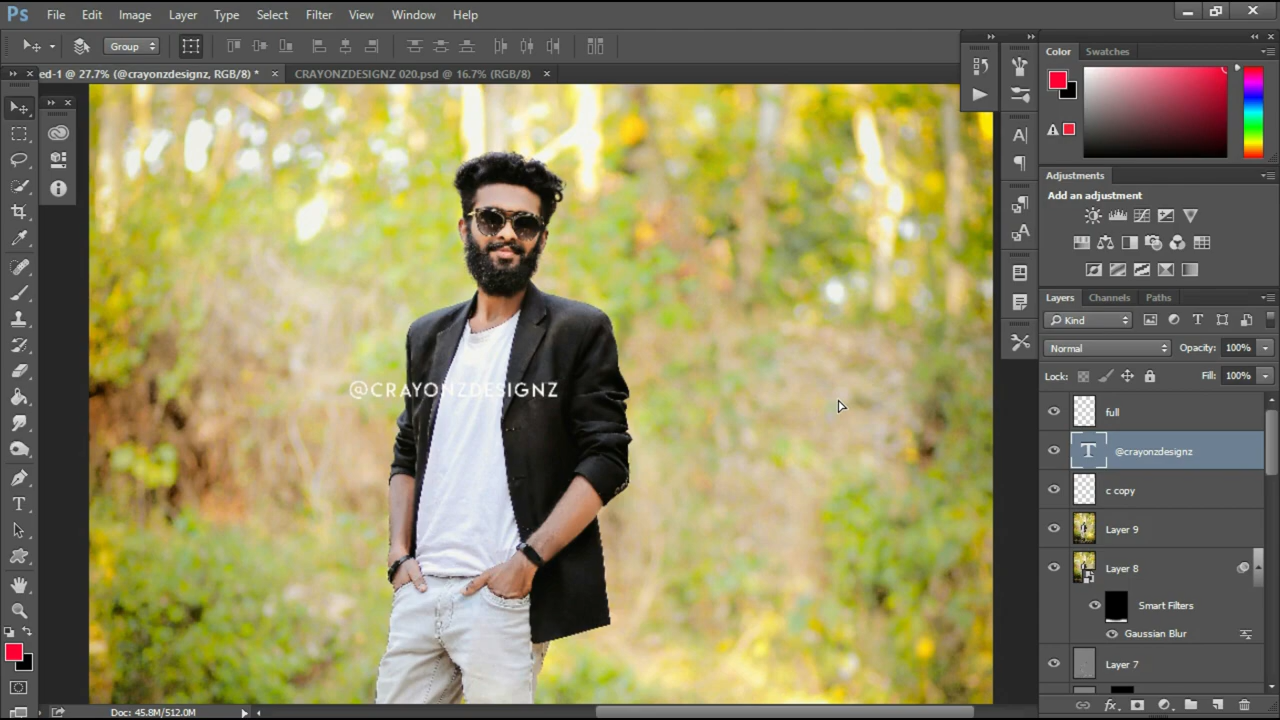 Ps File Edit Image Layer Type Select Filter View Window Help
Group
ed-1 @ 27.7% (@crayonzdesignz, RGB/8) * CRAYONZDESIGNZ 020.psd @ 16.7% (RGB/8)
Color Swatches
Adjustments
Add an adjustment
Layers Channels Paths
Kind
Normal Opacity: 100%
Lock: Fill: 100%
@CRAYONZDESIGNZ
full
@crayonzdesignz
c copy
Layer 9
Layer 8
Smart Filters
Gaussian Blur
Layer 7
Doc: 45.8M/512.0M